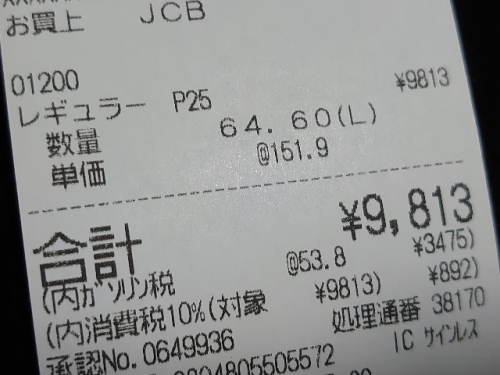 お買上 JCB
01200
レギュラー P25 ¥9813
数量 64.60(L)
単価 @151.9
合計 ¥9,813
(内ガソリン税 @53.8 ¥3475)
(内消費税10%(対象 ¥9813) ¥892)
処理通番 38170
承認No. 0649936 IC サインレス